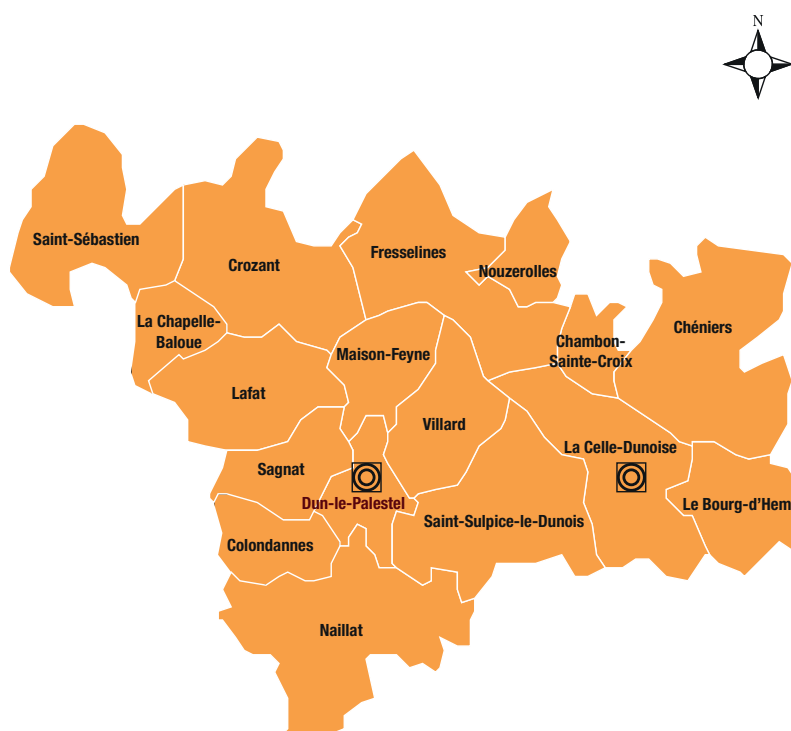 N
Saint-Sébastien
Crozant
Fresselines
Nouzerolles
La Chapelle-
Baloue
Maison-Feyne
Chambon-
Sainte-Croix
Chéniers
Lafat
Villard
La Celle-Dunoise
Sagnat
Dun-le-Palestel
Saint-Sulpice-le-Dunois
Le Bourg-d'Hem
Colondannes
Naillat